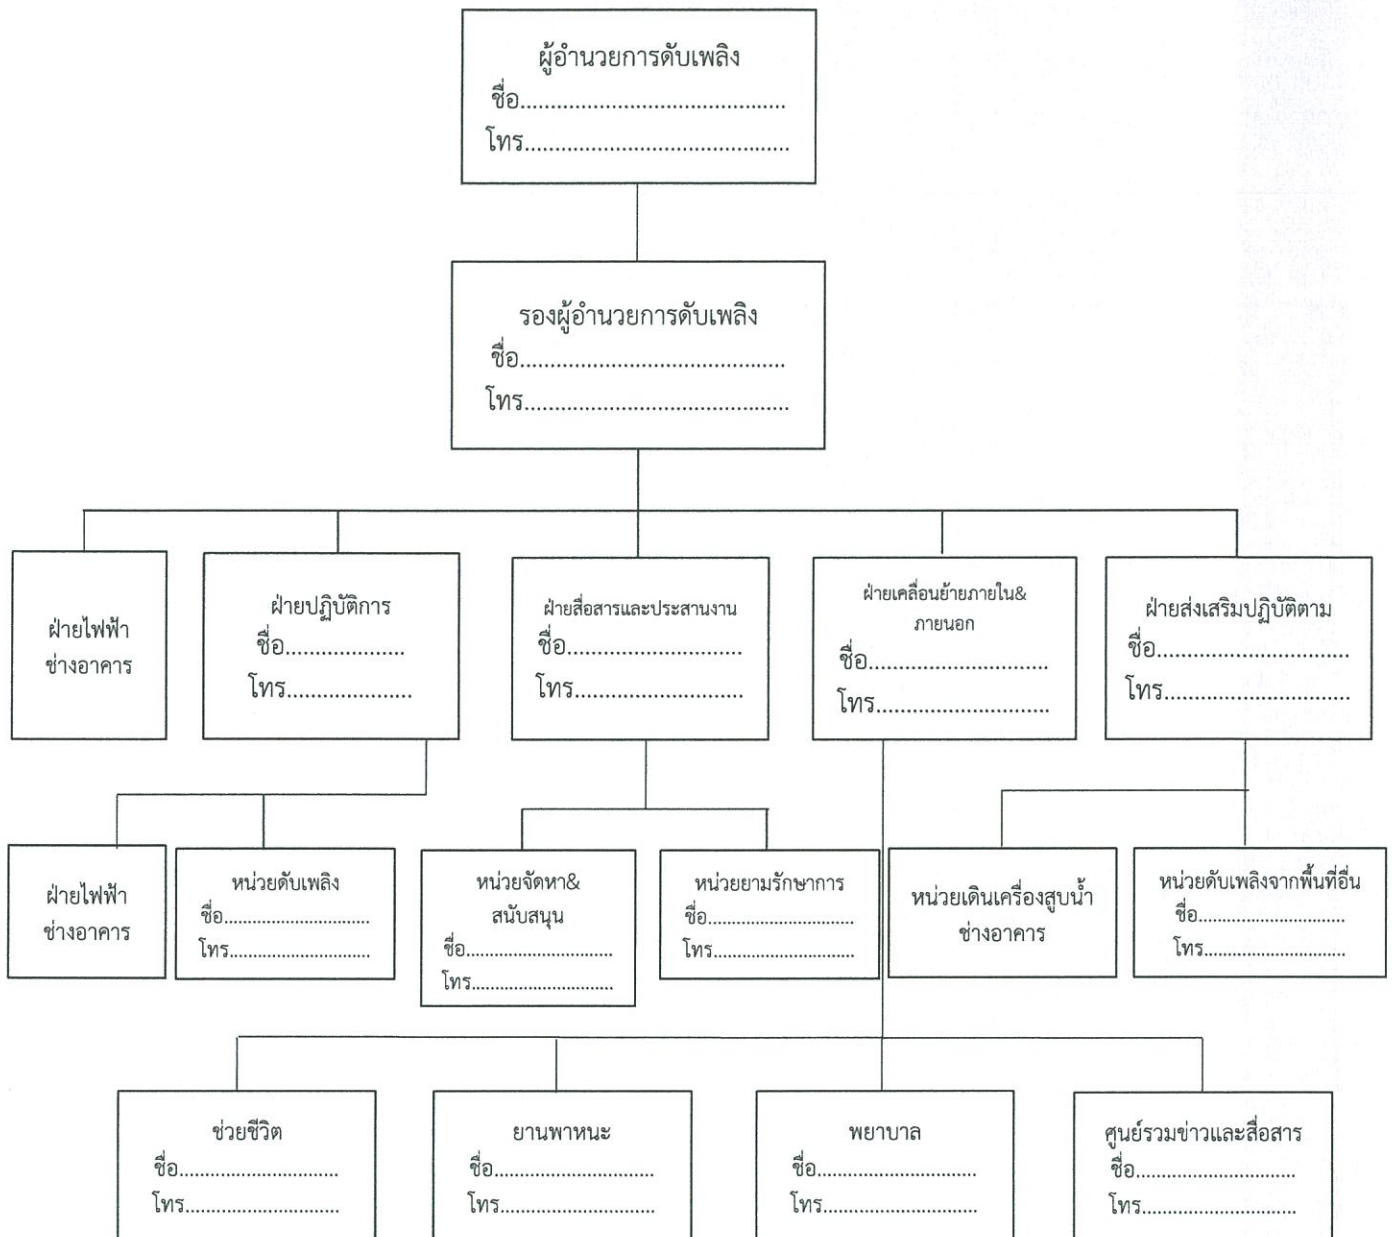 ผู้อำนวยการดับเพลิง
ชื่อ............................................
โทร............................................
รองผู้อำนวยการดับเพลิง
ชื่อ............................................
โทร............................................
ฝ่ายไฟฟ้า
ช่างอาคาร
ฝ่ายปฏิบัติการ
ชื่อ....................
โทร.....................
ฝ่ายสื่อสารและประสานงาน
ชื่อ.............................
โทร.............................
ฝ่ายเคลื่อนย้ายภายใน&
ภายนอก
ชื่อ.............................
โทร.............................
ฝ่ายส่งเสริมปฏิบัติตาม
ชื่อ...............................
โทร...............................
ฝ่ายไฟฟ้า
ช่างอาคาร
หน่วยดับเพลิง
ชื่อ.............................
โทร.............................
หน่วยจัดหา&
สนับสนุน
ชื่อ.............................
โทร.............................
หน่วยยามรักษาการ
ชื่อ.............................
โทร.............................
หน่วยเดินเครื่องสูบน้ำ
ช่างอาคาร
หน่วยดับเพลิงจากพื้นที่อื่น
ชื่อ.............................
โทร.............................
ช่วยชีวิต
ชื่อ.............................
โทร.............................
ยานพาหนะ
ชื่อ.............................
โทร.............................
พยาบาล
ชื่อ.............................
โทร.............................
ศูนย์รวมข่าวและสื่อสาร
ชื่อ.............................
โทร.............................